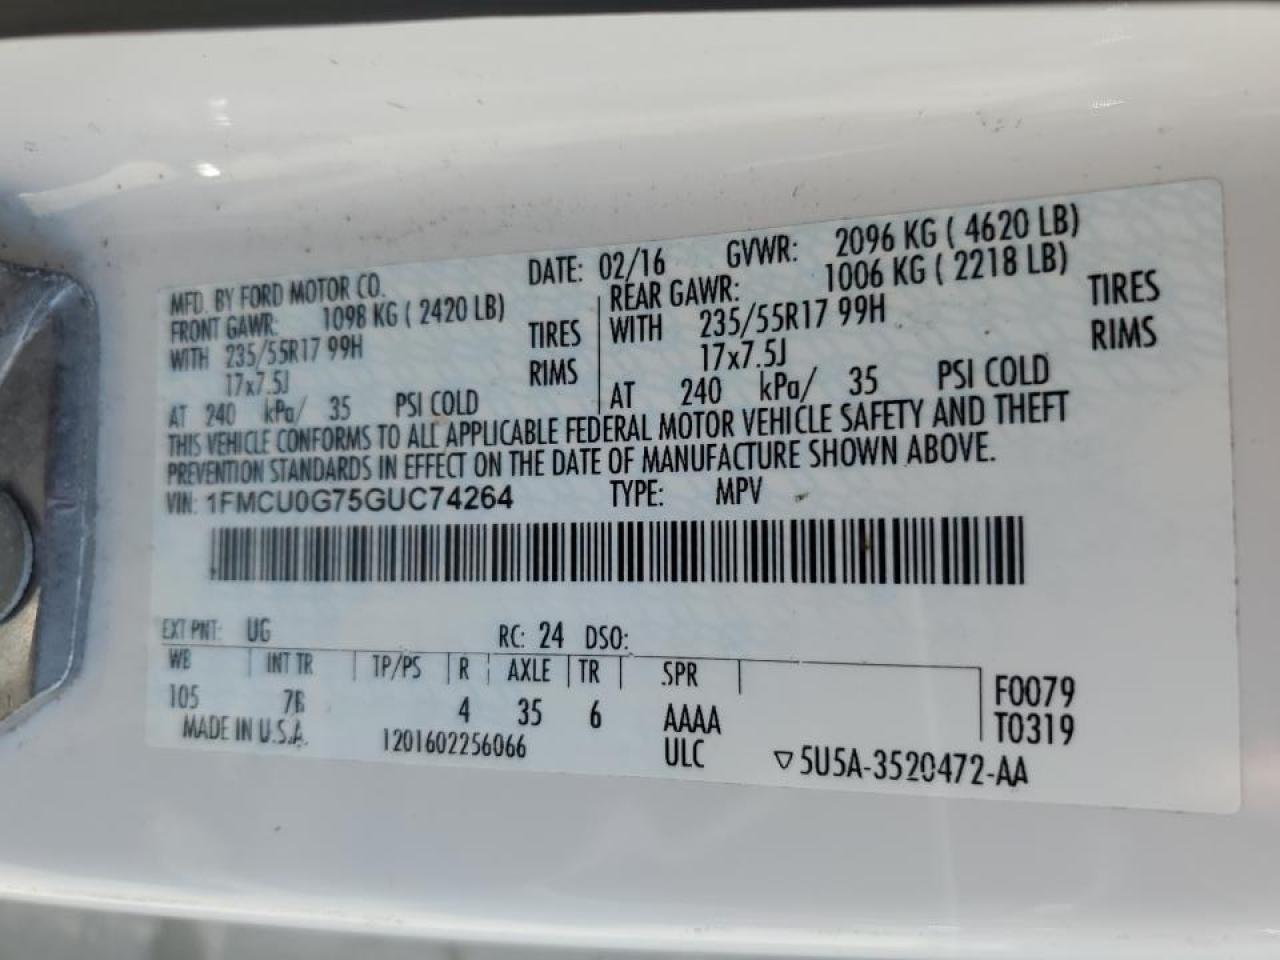 MFD. BY FORD MOTOR CO. DATE: 02/16 GVWR: 2096 KG ( 4620 LB)
FRONT GAWR: 1098 KG ( 2420 LB) REAR GAWR: 1006 KG ( 2218 LB)
WITH 235/55R17 99H TIRES WITH 235/55R17 99H TIRES
17x7.5J RIMS 17x7.5J RIMS
AT 240 kPa/ 35 PSI COLD AT 240 kPa/ 35 PSI COLD
THIS VEHICLE CONFORMS TO ALL APPLICABLE FEDERAL MOTOR VEHICLE SAFETY AND THEFT
PREVENTION STANDARDS IN EFFECT ON THE DATE OF MANUFACTURE SHOWN ABOVE.
VIN: 1FMCU0G75GUC74264 TYPE: MPV
EXT PNT: UG RC: 24 DSO:
WB INT TR TP/PS R AXLE TR SPR
105 7B 4 35 6 AAAA F0079
T0319
MADE IN U.S.A. 1201602256066 ULC ▽5U5A-3520472-AA